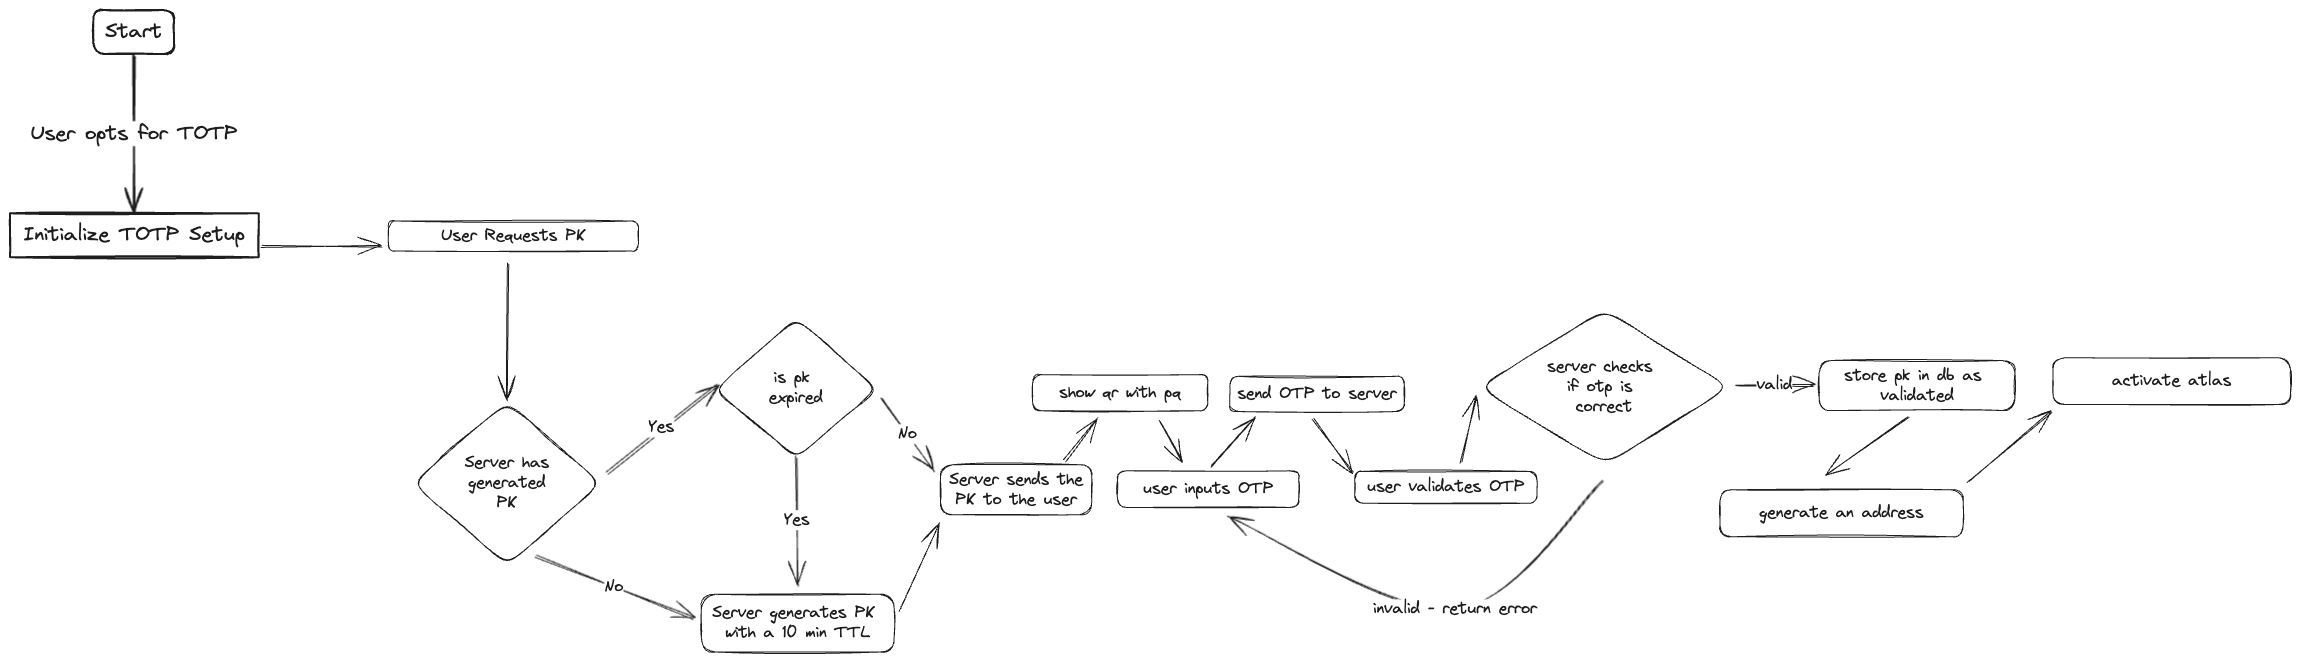 Start
User opts for TOTP
Initialize TOTP Setup
User Requests PK
Server has
generated
PK
Yes
No
is pk
expired
Yes
No
Server generates PK
with a 10 min TTL
Server sends the
PK to the user
show qr with pq
user inputs OTP
send OTP to server
user validates OTP
server checks
if otp is
correct
invalid - return error
valid
store pk in db as
validated
generate an address
activate atlas